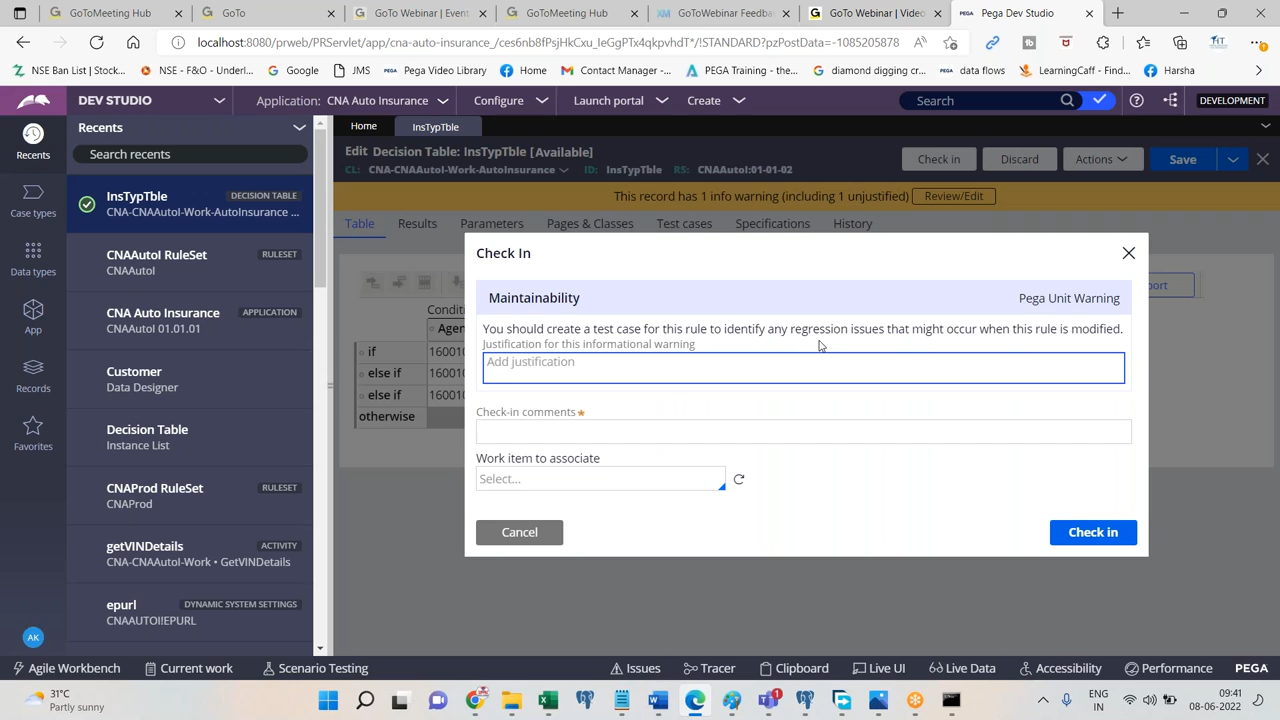 GoToMeeting Hub
GoTo
GoTo Webinar | Event
GoToMeeting Hub
GoToWebinar Feedba
GoTo Webinar | Video
Pega Dev Studio
localhost:8080/prweb/PRServlet/app/cna-auto-insurance_/ces6nb8fPsjHkCxu_IeGgPTx4qkpvhdT*/!STANDARD?pzPostData=-1085205878
NSE Ban List | Stock...
NSE - F&O - Underl...
Google
JMS
Pega Video Library
Home
Contact Manager -...
PEGA Training - the...
diamond digging cr...
data flows
LearningCaff - Find...
Harsha
DEV STUDIO
Application: CNA Auto Insurance
Configure
Launch portal
Create
Search
DEVELOPMENT
Recents
Case types
Data types
App
Records
Favorites
AK
Recents
Search recents
InsTypTble DECISION TABLE
CNA-CNAAutoI-Work-AutoInsurance ...
CNAAutoI RuleSet RULESET
CNAAutoI
CNA Auto Insurance APPLICATION
CNAAutoI 01.01.01
Customer
Data Designer
Decision Table
Instance List
CNAProd RuleSet RULESET
CNAProd
getVINDetails ACTIVITY
CNA-CNAAutoI-Work • GetVINDetails
epurl DYNAMIC SYSTEM SETTINGS
CNAAUTOI!EPURL
Home
InsTypTble
Edit Decision Table: InsTypTble [Available]
CL: CNA-CNAAutoI-Work-AutoInsurance ID: InsTypTble RS: CNAAutoI:01-01-02
Check in
Discard
Actions
Save
This record has 1 info warning (including 1 unjustified) Review/Edit
Table
Results
Parameters
Pages & Classes
Test cases
Specifications
History
port
Condit
Agen
if 16001
else if 16001
else if 16001
otherwise
Check In
Maintainability Pega Unit Warning
You should create a test case for this rule to identify any regression issues that might occur when this rule is modified.
Justification for this informational warning
Add justification
Check-in comments★
Work item to associate
Select...
Cancel
Check in
Agile Workbench
Current work
Scenario Testing
Issues
Tracer
Clipboard
Live UI
Live Data
Accessibility
Performance
PEGA
31°C
Partly sunny
1
ENG
IN
09:41
08-06-2022